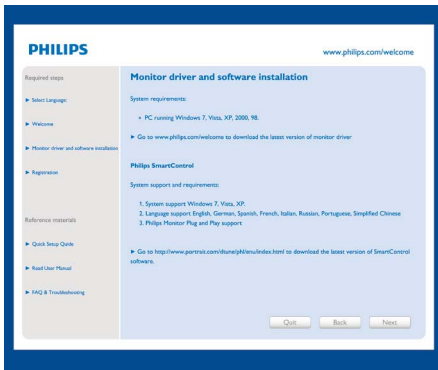 PHILIPS
www.philips.com/welcome
Required steps
▶ Select Language:
▶ Welcome
▶ Monitor driver and software installation
▶ Registration
Reference materials
▶ Quick Setup Quide
▶ Read User Manual
▶ FAQ & Troubleshooting
Monitor driver and software installation
System requirements:
• PC running Windows 7, Vista, XP, 2000, 98.
▶ Go to www.philips.com/welcome to download the latest version of monitor driver
Philips SmartControl
System support and requirements:
1. System support Windows 7, Vista, XP.
2. Language support English, German, Spanish, French, Italian, Russian, Portuguese, Simplified Chinese
3. Philips Monitor Plug and Play support
▶ Go to http://www.portrait.com/dtune/phl/enu/index.html to download the latest version of SmartControl
software.
Quit
Back
Next